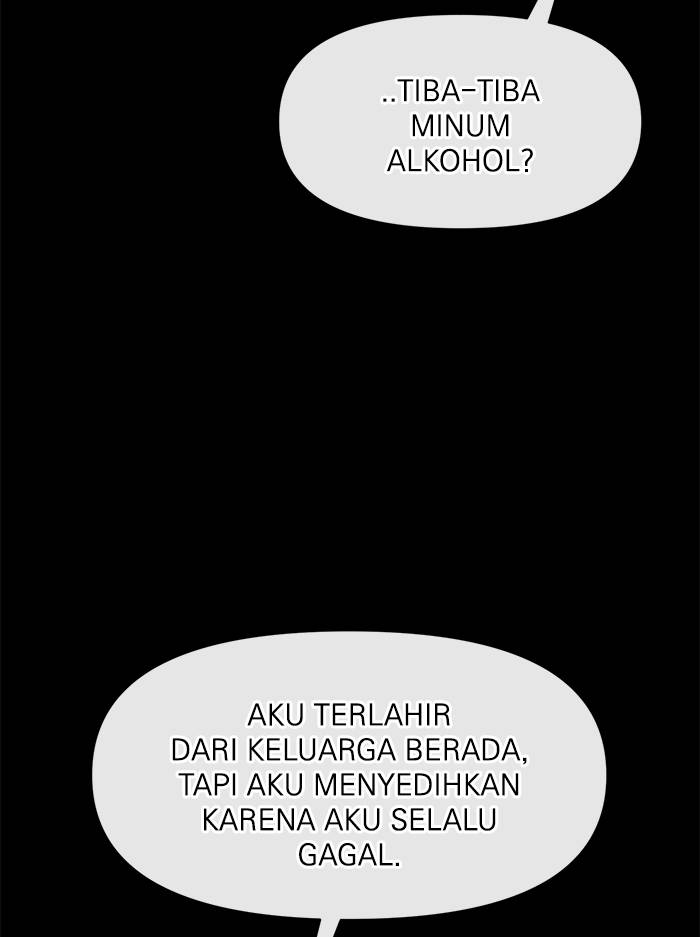 ..TIBA-TIBA
MINUM
ALKOHOL?
AKU TERLAHIR
DARI KELUARGA BERADA,
TAPI AKU MENYEDIHKAN
KARENA AKU SELALU
GAGAL.